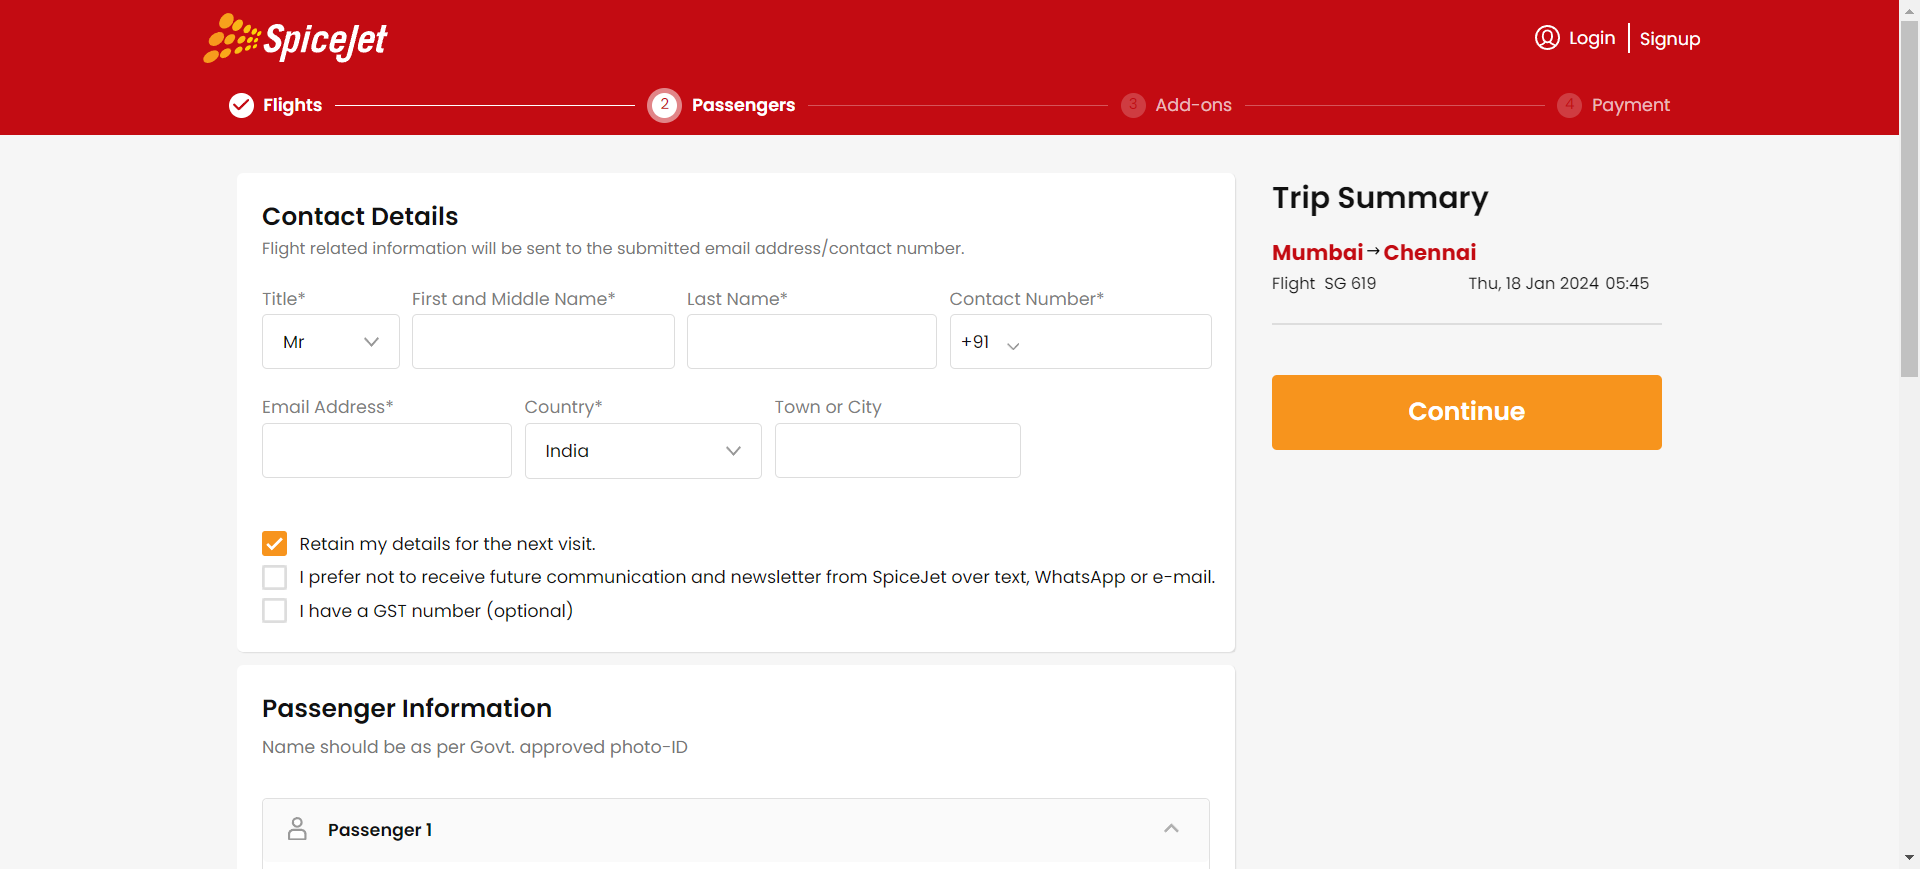 SpiceJet
Login
Signup
Flights
2
Passengers
3
Add-ons
4
Payment
Contact Details
Flight related information will be sent to the submitted email address/contact number.
Title*
First and Middle Name*
Last Name*
Contact Number*
Mr
+91
Email Address*
Country*
Town or City
India
Retain my details for the next visit.
I prefer not to receive future communication and newsletter from SpiceJet over text, WhatsApp or e-mail.
I have a GST number (optional)
Passenger Information
Name should be as per Govt. approved photo-ID
Passenger 1
Trip Summary
Mumbai→Chennai
Flight SG 619
Thu, 18 Jan 2024 05:45
Continue